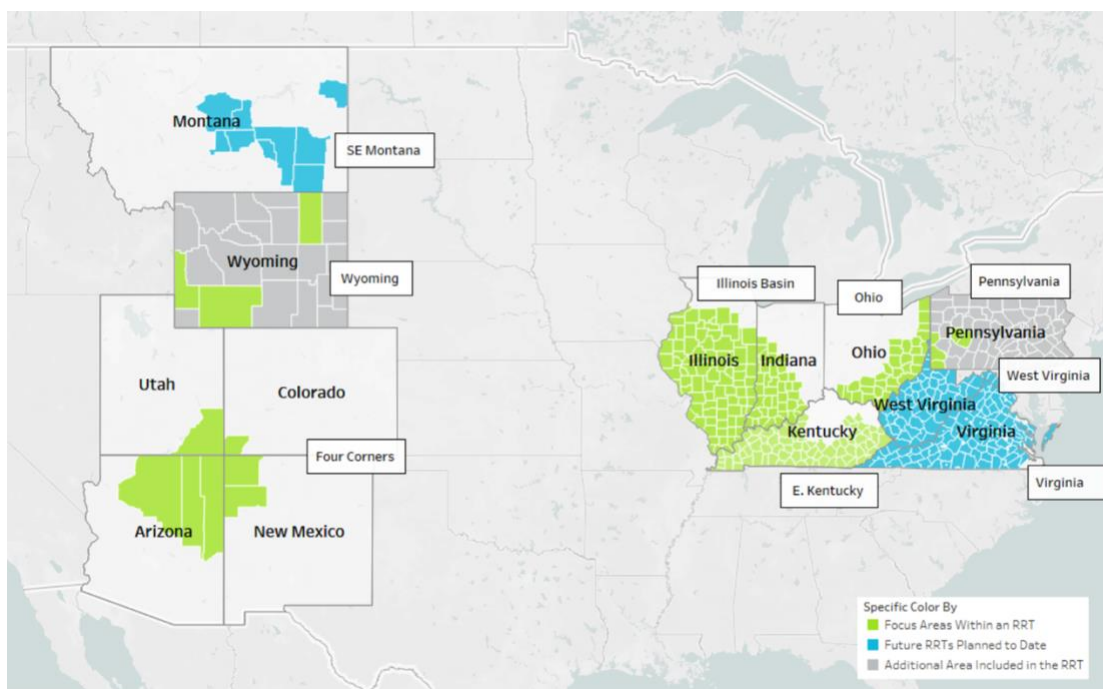 Montana
SE Montana
Wyoming
Wyoming
Illinois Basin
Ohio
Pennsylvania
Pennsylvania
Utah
Colorado
Illinois
Indiana
Ohio
West Virginia
West Virginia
Kentucky
Virginia
Four Corners
E. Kentucky
Virginia
Arizona
New Mexico
Specific Color By
Focus Areas Within an RRT
Future RRTs Planned to Date
Additional Area Included in the RRT